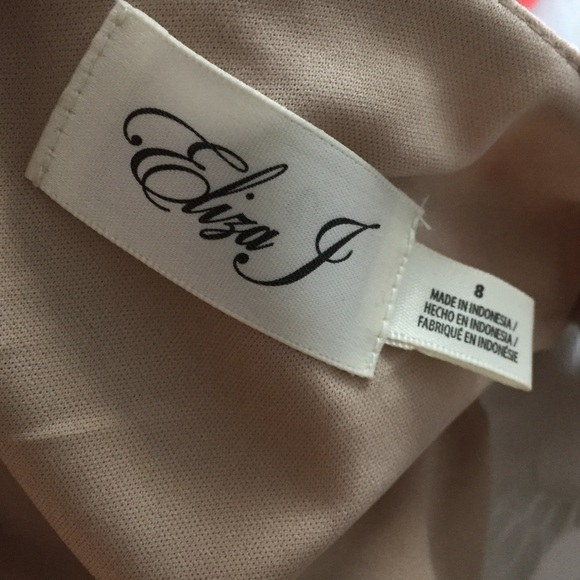 Eliza J
8
MADE IN INDONESIA /
HECHO EN INDONESIA /
FABRIQUÉ EN INDONÉSIE